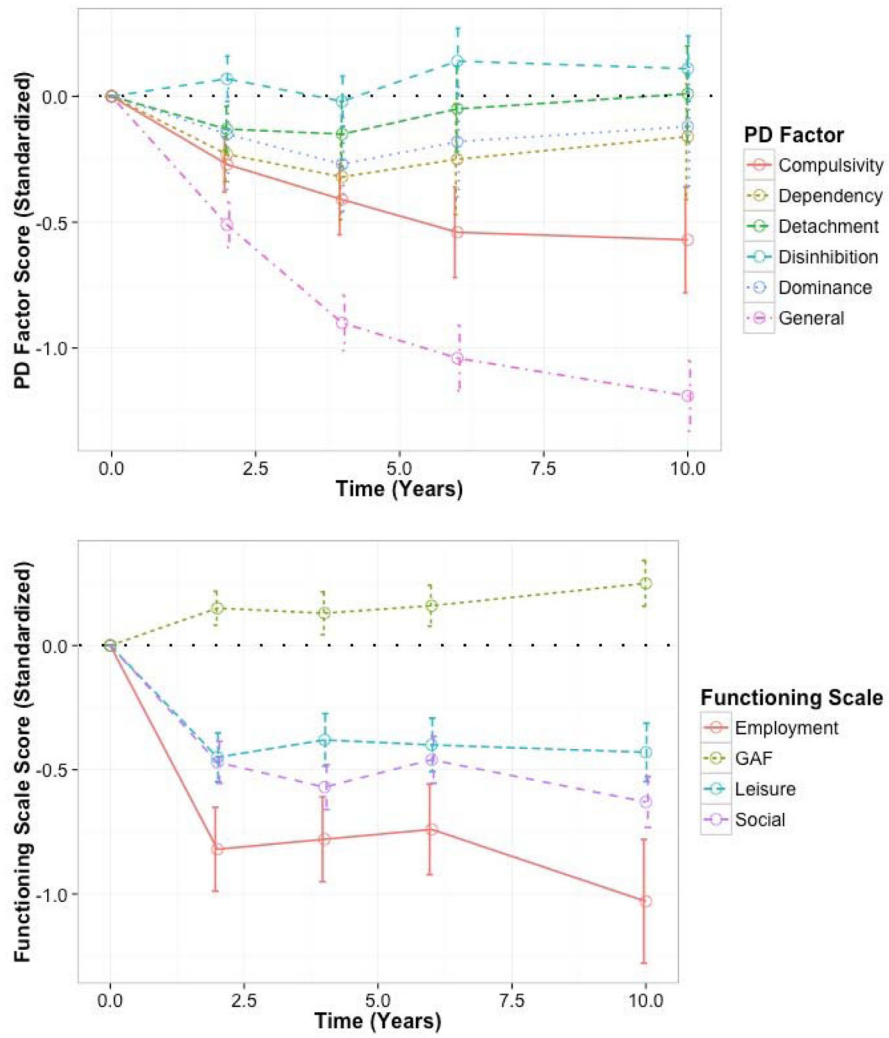 PD Factor Score (Standardized)
0.0
-0.5
-1.0
0.0
2.5
5.0
7.5
10.0
Time (Years)
PD Factor
Compulsivity
Dependency
Detachment
Disinhibition
Dominance
General
Functioning Scale Score (Standardized)
0.0
-0.5
-1.0
0.0
2.5
5.0
7.5
10.0
Time (Years)
Functioning Scale
Employment
GAF
Leisure
Social